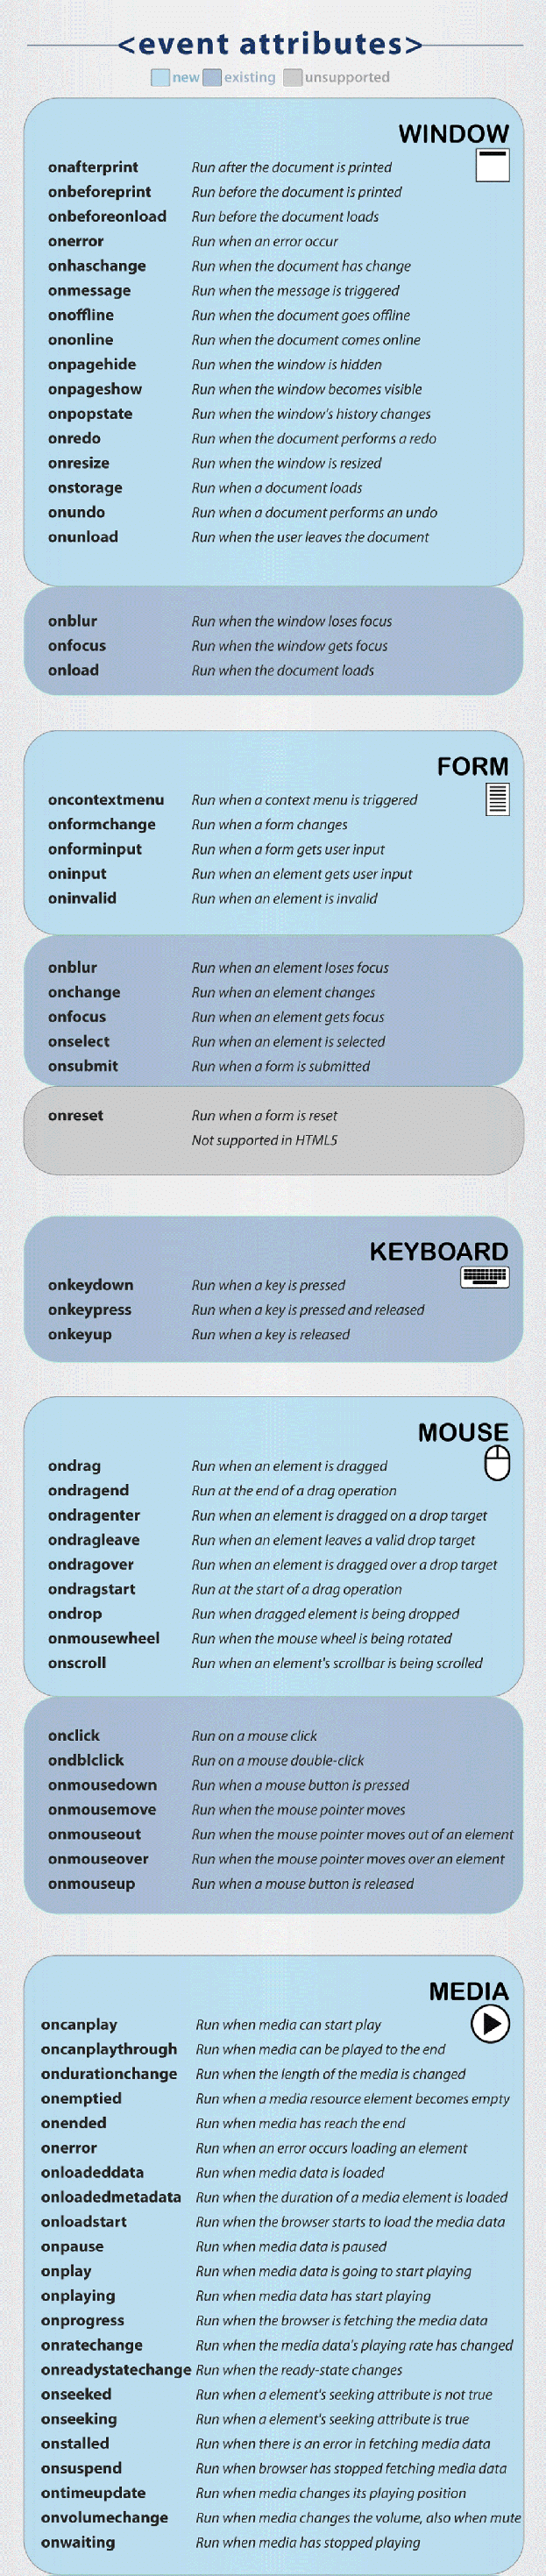 <event attributes>
new existing unsupported
WINDOW
onafterprint Run after the document is printed
onbeforeprint Run before the document is printed
onbeforeonload Run before the document loads
onerror Run when an error occur
onhaschange Run when the document has change
onmessage Run when the message is triggered
onoffline Run when the document goes offline
ononline Run when the document comes online
onpagehide Run when the window is hidden
onpageshow Run when the window becomes visible
onpopstate Run when the window's history changes
onredo Run when the document performs a redo
onresize Run when the window is resized
onstorage Run when a document loads
onundo Run when a document performs an undo
onunload Run when the user leaves the document
onblur Run when the window loses focus
onfocus Run when the window gets focus
onload Run when the document loads
FORM
oncontextmenu Run when a context menu is triggered
onformchange Run when a form changes
onforminput Run when a form gets user input
oninput Run when an element gets user input
oninvalid Run when an element is invalid
onblur Run when an element loses focus
onchange Run when an element changes
onfocus Run when an element gets focus
onselect Run when an element is selected
onsubmit Run when a form is submitted
onreset Run when a form is reset
Not supported in HTML5
KEYBOARD
onkeydown Run when a key is pressed
onkeypress Run when a key is pressed and released
onkeyup Run when a key is released
MOUSE
ondrag Run when an element is dragged
ondragend Run at the end of a drag operation
ondragenter Run when an element is dragged on a drop target
ondragleave Run when an element leaves a valid drop target
ondragover Run when an element is dragged over a drop target
ondragstart Run at the start of a drag operation
ondrop Run when dragged element is being dropped
onmousewheel Run when the mouse wheel is being rotated
onscroll Run when an element's scrollbar is being scrolled
onclick Run on a mouse click
ondblclick Run on a mouse double-click
onmousedown Run when a mouse button is pressed
onmousemove Run when the mouse pointer moves
onmouseout Run when the mouse pointer moves out of an element
onmouseover Run when the mouse pointer moves over an element
onmouseup Run when a mouse button is released
MEDIA
oncanplay Run when media can start play
oncanplaythrough Run when media can be played to the end
ondurationchange Run when the length of the media is changed
onemptied Run when a media resource element becomes empty
onended Run when media has reach the end
onerror Run when an error occurs loading an element
onloadeddata Run when media data is loaded
onloadedmetadata Run when the duration of a media element is loaded
onloadstart Run when the browser starts to load the media data
onpause Run when media data is paused
onplay Run when media data is going to start playing
onplaying Run when media data has start playing
onprogress Run when the browser is fetching the media data
onratechange Run when the media data's playing rate has changed
onreadystatechange Run when the ready-state changes
onseeked Run when a element's seeking attribute is not true
onseeking Run when a element's seeking attribute is true
onstalled Run when there is an error in fetching media data
onsuspend Run when browser has stopped fetching media data
ontimeupdate Run when media changes its playing position
onvolumechange Run when media changes the volume, also when mute
onwaiting Run when media has stopped playing